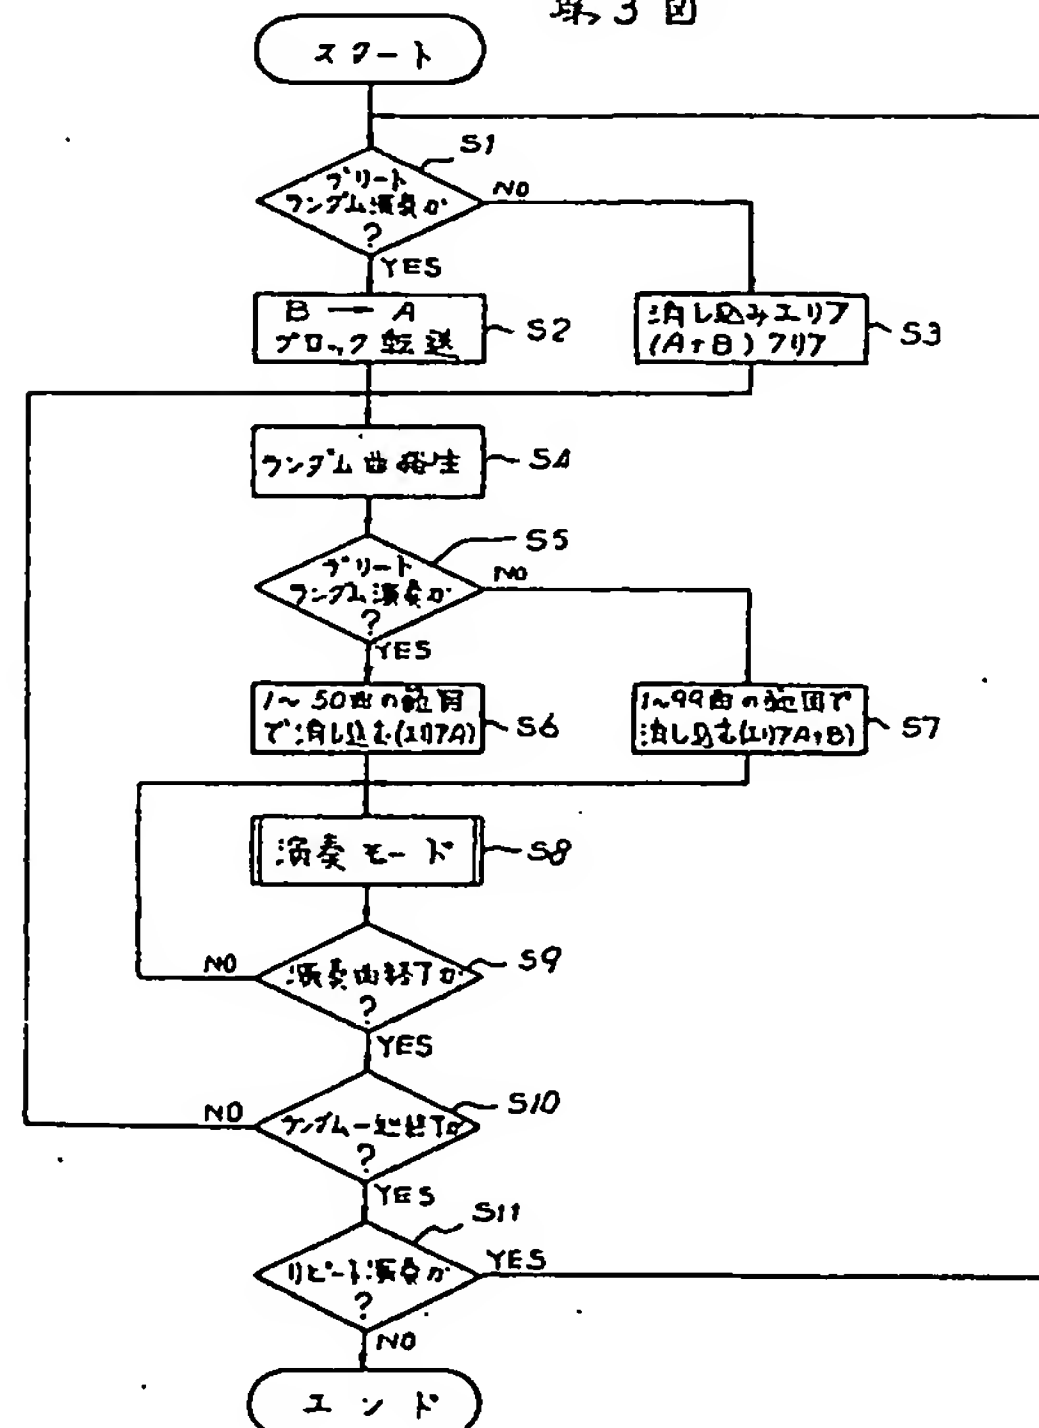 第3図
スタート
S1
デリート
ランダム演奏か
?
NO
YES
B → A
ブロック転送
S2
消し込みエリア
(A+B)クリア
S3
ランダム曲発生
S4
S5
デリート
ランダム演奏か
?
NO
YES
1~50曲の範囲
で消し込む(エリアA)
S6
1~99曲の範囲で
消し込む(エリアA+B)
S7
演奏モード
S8
演奏曲終了か
?
S9
NO
YES
ランダム一巡終了か
?
S10
NO
YES
S11
リピート演奏か
?
YES
NO
エンド